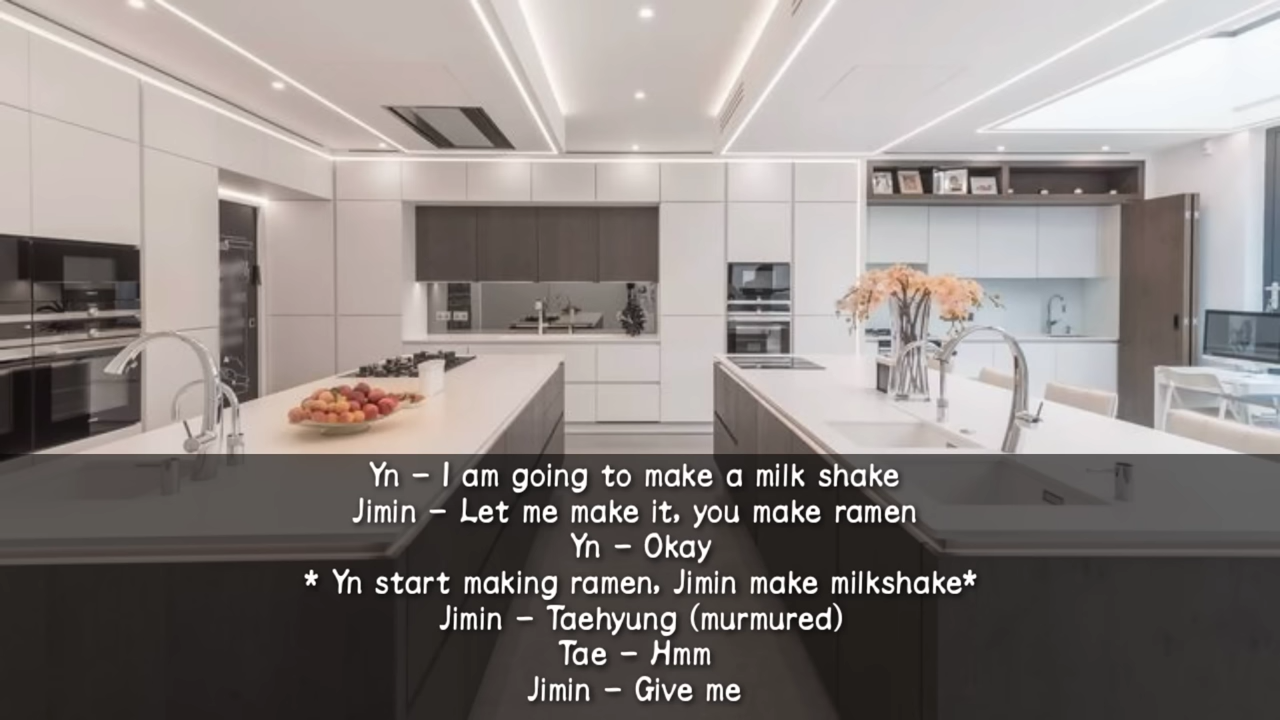 Yn - I am going to make a milk shake
Jimin - Let me make it, you make ramen
Yn - Okay
* Yn start making ramen, Jimin make milkshake*
Jimin - Taehyung (murmured)
Tae - Hmm
Jimin - Give me